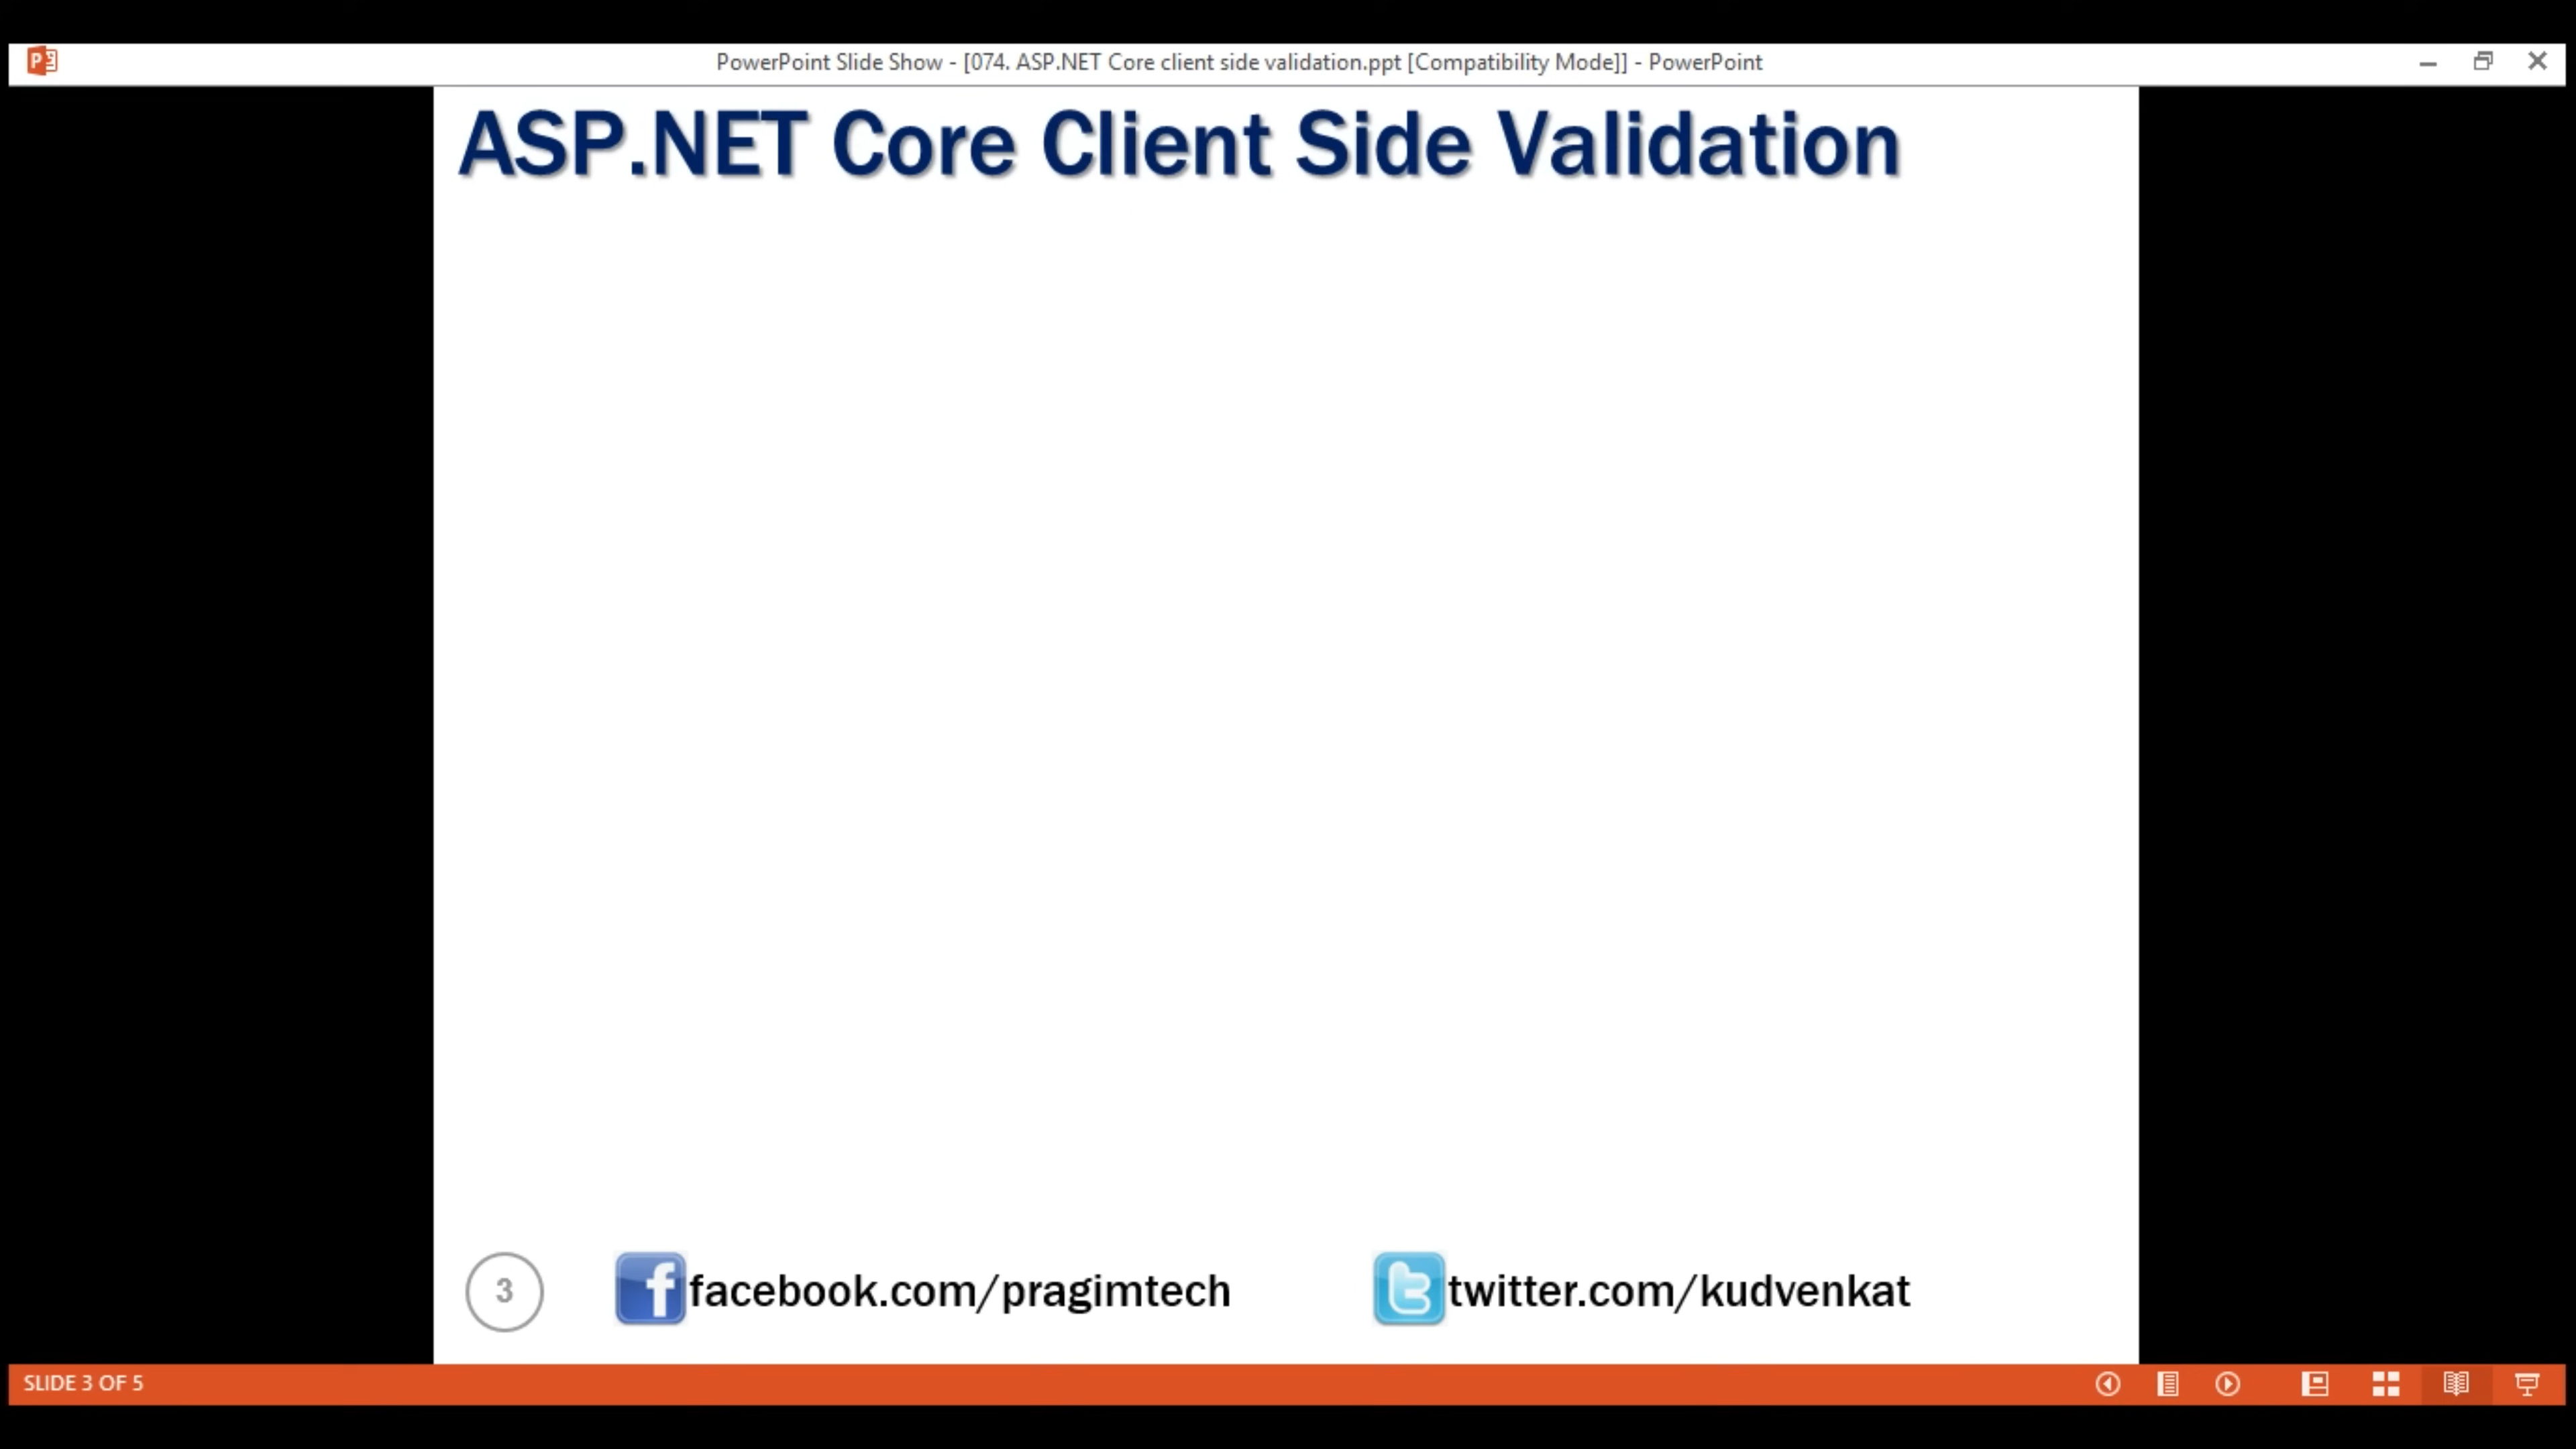 PowerPoint Slide Show - [074. ASP.NET Core client side validation.ppt [Compatibility Mode]] - PowerPoint
ASP.NET Core Client Side Validation
3
facebook.com/pragimtech
twitter.com/kudvenkat
SLIDE 3 OF 5